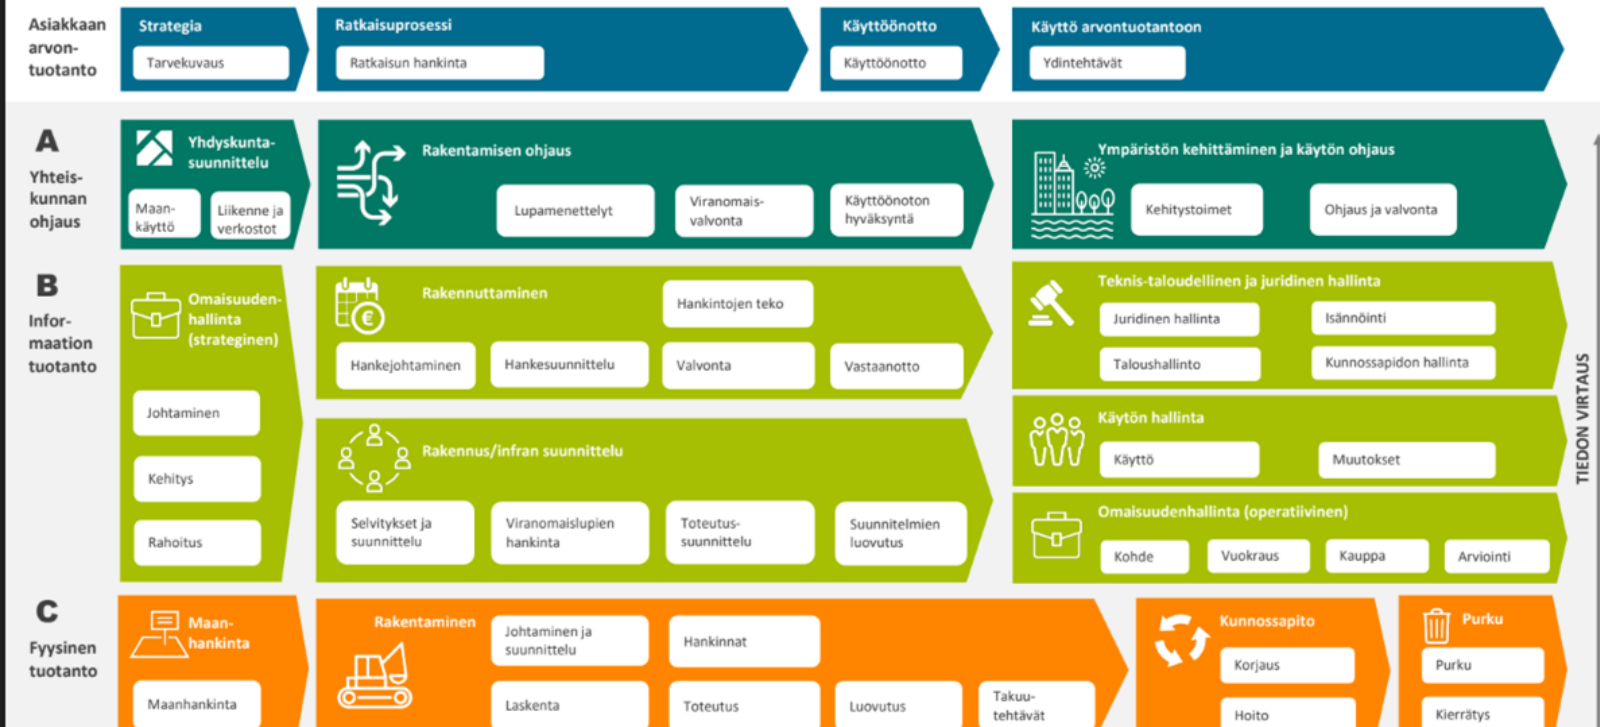 Asiakkaan
arvon-
tuotanto
Strategia
Tarvekuvaus
Ratkaisuprosessi
Ratkaisun hankinta
Käyttöönotto
Käyttöönotto
Käyttö arvontuotantoon
Ydintehtävät
A
Yhteis-
kunnan
ohjaus
Yhdyskunta-
suunnittelu
Maan-
käyttö
Liikenne ja
verkostot
Rakentamisen ohjaus
Lupamenettelyt
Viranomais-
valvonta
Käyttöönoton
hyväksyntä
Ympäristön kehittäminen ja käytön ohjaus
Kehitystoimet
Ohjaus ja valvonta
B
Infor-
maation
tuotanto
Omaisuuden-
hallinta
(strateginen)
Johtaminen
Kehitys
Rahoitus
Rakennuttaminen
Hankintojen teko
Hankejohtaminen
Hankesuunnittelu
Valvonta
Vastaanotto
Rakennus/infran suunnittelu
Selvitykset ja
suunnittelu
Viranomaislupien
hankinta
Toteutus-
suunnittelu
Suunnitelmien
luovutus
Teknis-taloudellinen ja juridinen hallinta
Juridinen hallinta
Isännöinti
Taloushallinto
Kunnossapidon hallinta
Käytön hallinta
Käyttö
Muutokset
Omaisuudenhallinta (operatiivinen)
Kohde
Vuokraus
Kauppa
Arviointi
TIEDON VIRTAUS
C
Fyysinen
tuotanto
Maan-
hankinta
Maanhankinta
Rakentaminen
Johtaminen ja
suunnittelu
Hankinnat
Laskenta
Toteutus
Luovutus
Takuu-
tehtävät
Kunnossapito
Korjaus
Hoito
Purku
Purku
Kierrätys